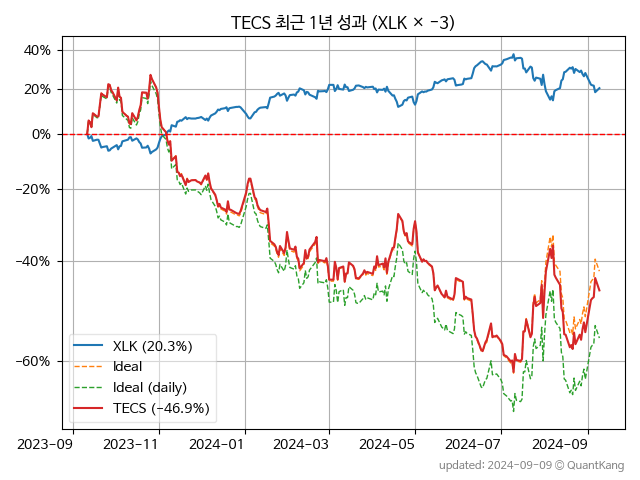 TECS 최근 1년 성과 (XLK × -3)
40%
20%
0%
-20%
-40%
-60%
XLK (20.3%)
Ideal
Ideal (daily)
TECS (-46.9%)
2023-09 2023-11 2024-01 2024-03 2024-05 2024-07 2024-09
updated: 2024-09-09 © QuantKang